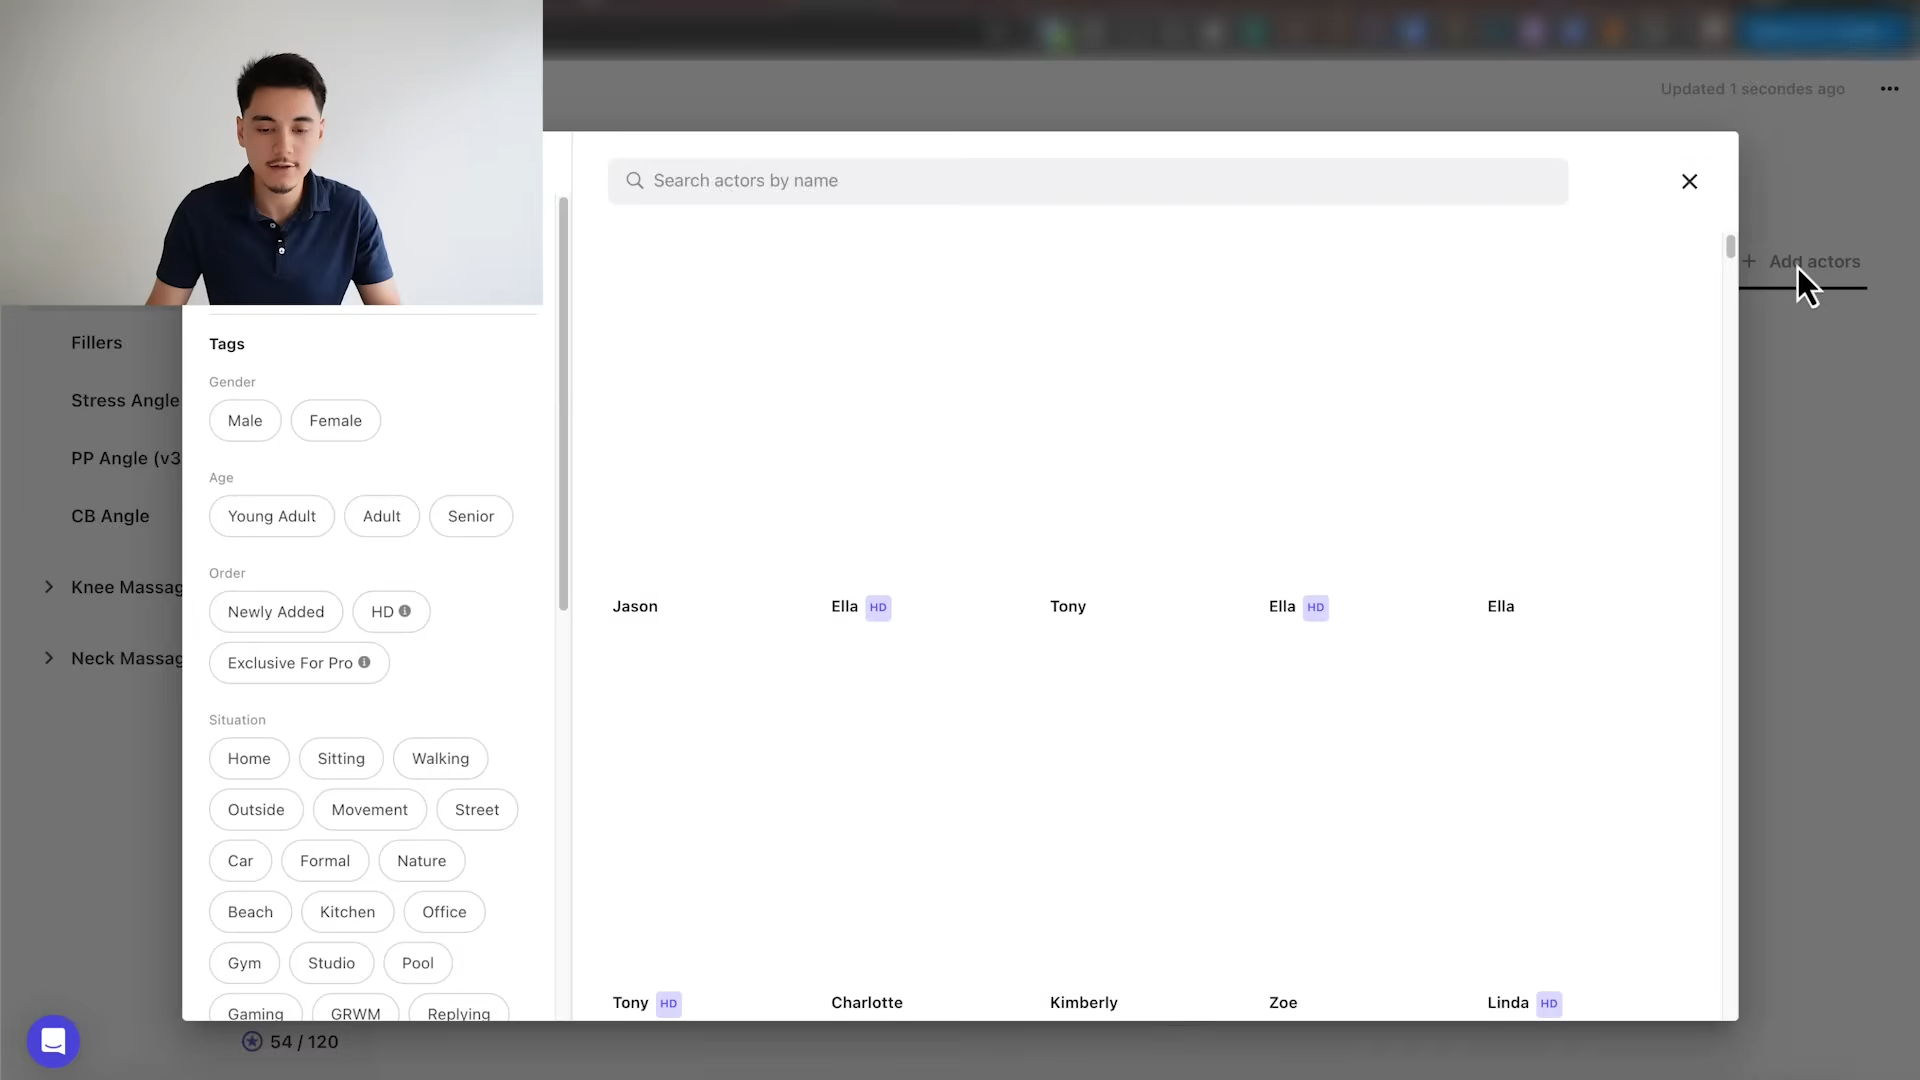 Updated 1 secondes ago
Search actors by name
+ Add actors
Fillers
Stress Angle
PP Angle (v3
CB Angle
Knee Massag
Neck Massag
Tags
Gender
Male Female
Age
Young Adult Adult Senior
Order
Newly Added HD
Exclusive For Pro
Situation
Home Sitting Walking
Outside Movement Street
Car Formal Nature
Beach Kitchen Office
Gym Studio Pool
Gaming GRWM Replying
Jason Ella HD Tony Ella HD Ella
Tony HD Charlotte Kimberly Zoe Linda HD
54 / 120